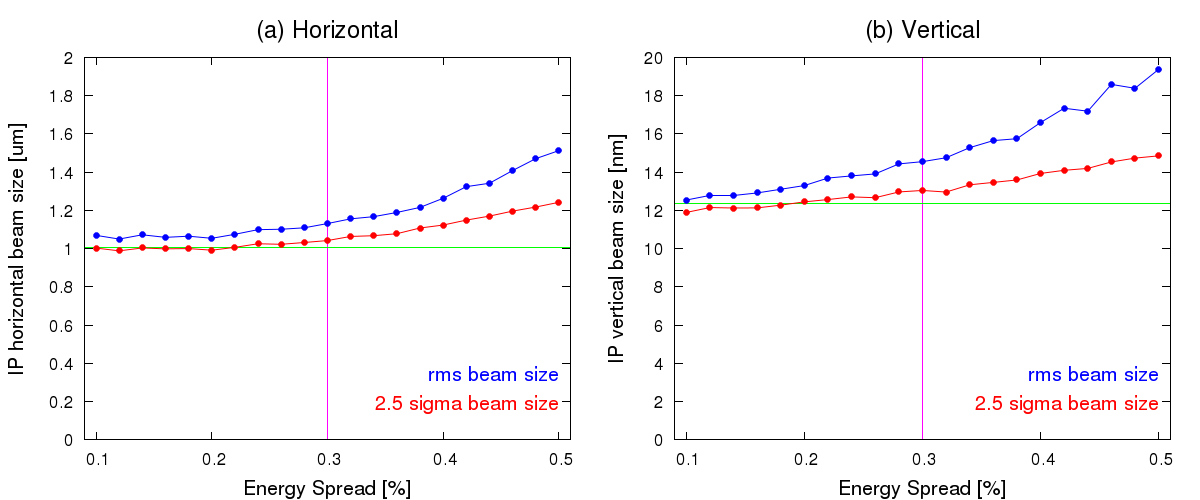 (a) Horizontal
IP horizontal beam size [um]
2
1.8
1.6
1.4
1.2
1
0.8
0.6
0.4
0.2
0
rms beam size
2.5 sigma beam size
0.1 0.2 0.3 0.4 0.5
Energy Spread [%]
(b) Vertical
IP vertical beam size [nm]
20
18
16
14
12
10
8
6
4
2
0
rms beam size
2.5 sigma beam size
0.1 0.2 0.3 0.4 0.5
Energy Spread [%]